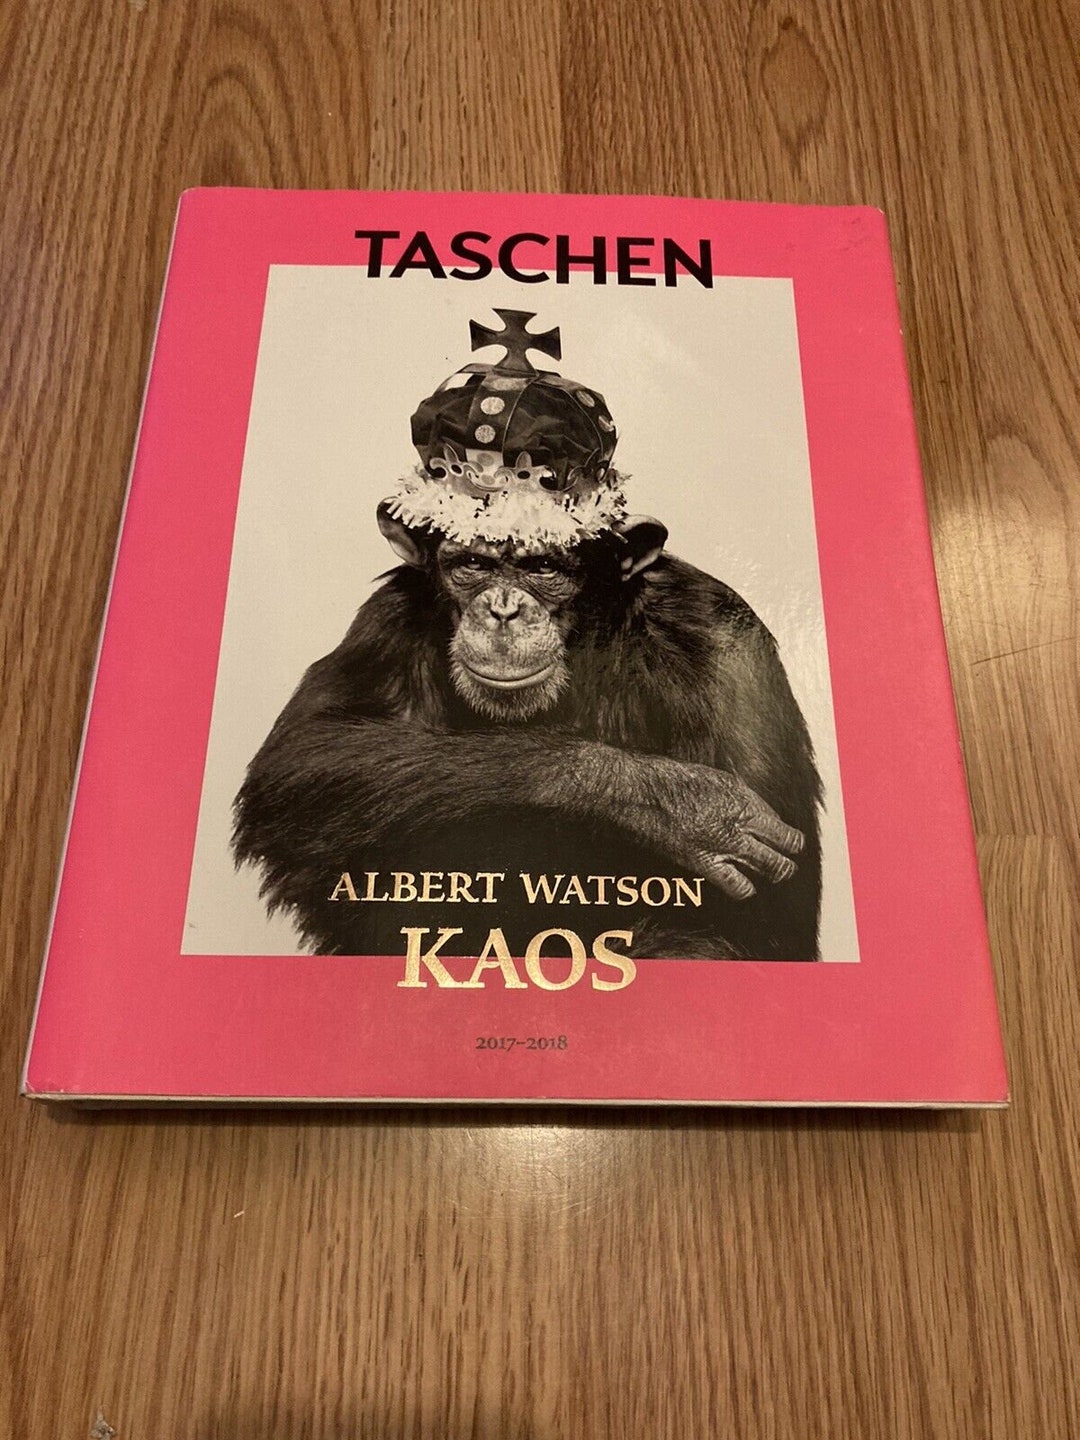 TASCHEN
ALBERT WATSON
KAOS
2017–2018